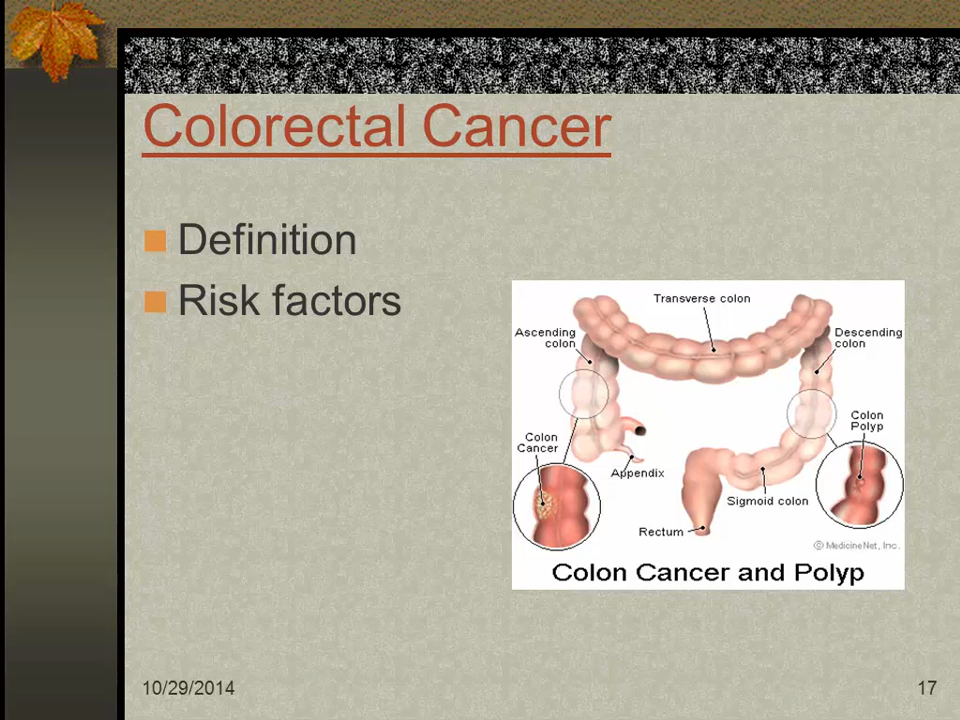 Colorectal Cancer
Definition
Risk factors
Transverse colon
Ascending
colon
Descending
colon
Colon
Polyp
Colon
Cancer
Appendix
Sigmoid colon
Rectum
© MedicineNet, Inc.
Colon Cancer and Polyp
10/29/2014
17